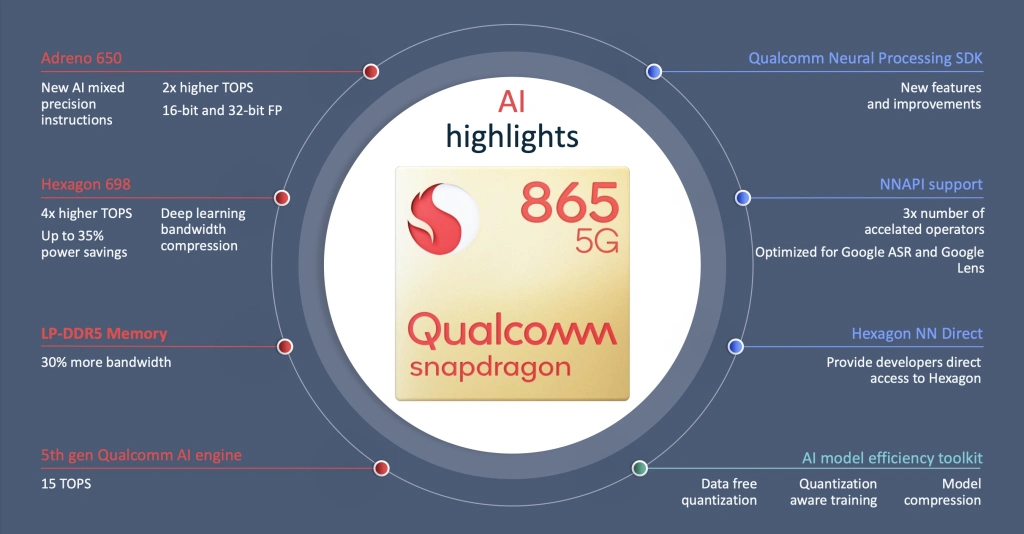 AI
highlights
865
5G
Qualcomm
snapdragon
Adreno 650
New AI mixed
precision
instructions
2x higher TOPS
16-bit and 32-bit FP
Hexagon 698
4x higher TOPS
Up to 35%
power savings
Deep learning
bandwidth
compression
LP-DDR5 Memory
30% more bandwidth
5th gen Qualcomm AI engine
15 TOPS
Qualcomm Neural Processing SDK
New features
and improvements
NNAPI support
3x number of
accelated operators
Optimized for Google ASR and Google
Lens
Hexagon NN Direct
Provide developers direct
access to Hexagon
AI model efficiency toolkit
Data free
quantization
Quantization
aware training
Model
compression